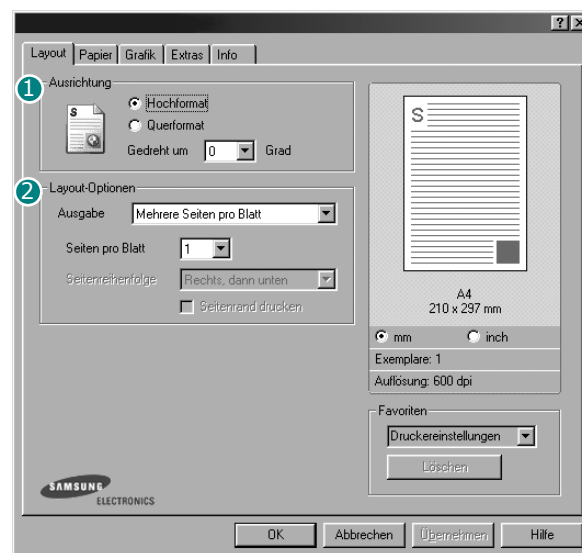 Layout Papier Grafik Extras Info
1 Ausrichtung
S
Hochformat
Querformat
Gedreht um 0 Grad
2 Layout-Optionen
Ausgabe Mehrere Seiten pro Blatt
Seiten pro Blatt 1
Seitenreihenfolge Rechts, dann unten
Seitenrand drucken
S
A4
210 x 297 mm
mm inch
Exemplare: 1
Auflösung: 600 dpi
Favoriten
Druckereinstellungen
Löschen
SAMSUNG
ELECTRONICS
OK Abbrechen Übernehmen Hilfe